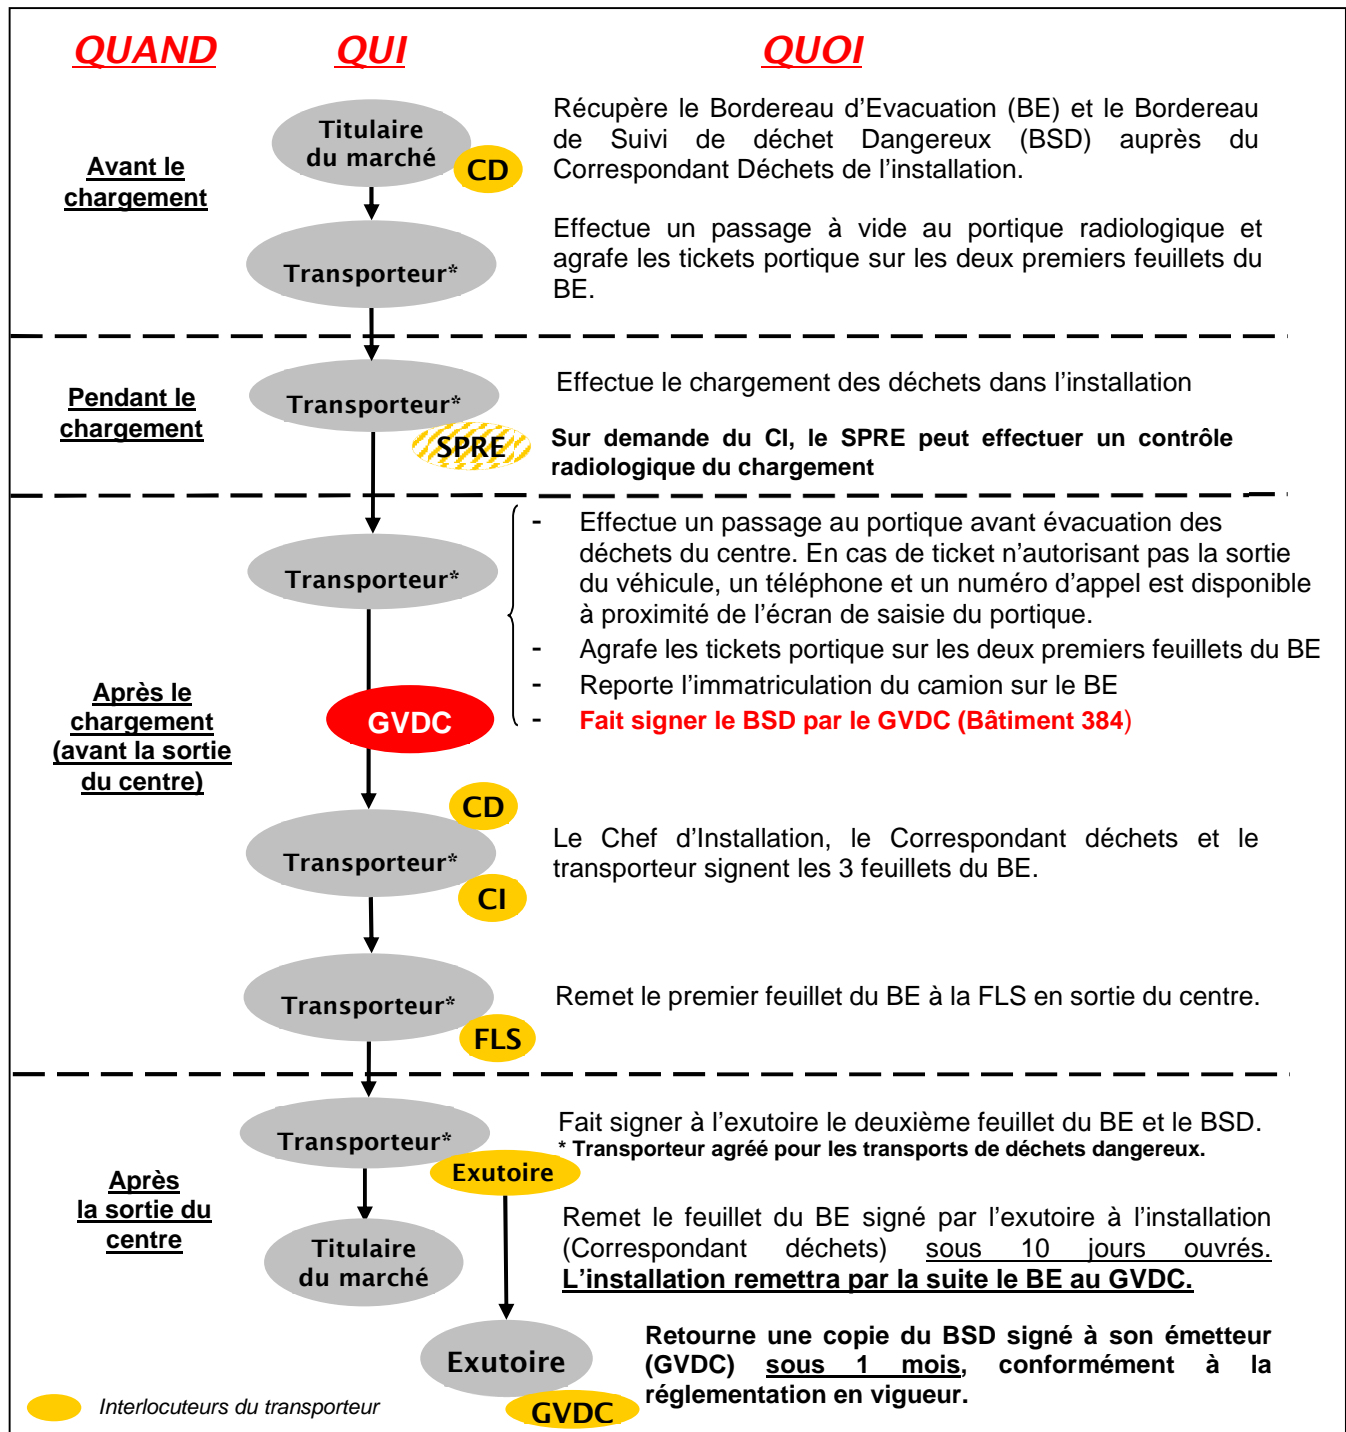 QUAND QUI QUOI
Avant le
chargement
Titulaire
du marché
CD
Récupère le Bordereau d’Evacuation (BE) et le Bordereau
de Suivi de déchet Dangereux (BSD) auprès du
Correspondant Déchets de l’installation.
Transporteur*
Effectue un passage à vide au portique radiologique et
agrafe les tickets portique sur les deux premiers feuillets du
BE.
Pendant le
chargement
Transporteur*
SPRE
Effectue le chargement des déchets dans l’installation
Sur demande du CI, le SPRE peut effectuer un contrôle
radiologique du chargement
Après le
chargement
(avant la sortie
du centre)
Transporteur*
- Effectue un passage au portique avant évacuation des
déchets du centre. En cas de ticket n’autorisant pas la sortie
du véhicule, un téléphone et un numéro d’appel est disponible
à proximité de l’écran de saisie du portique.
- Agrafe les tickets portique sur les deux premiers feuillets du BE
- Reporte l’immatriculation du camion sur le BE
GVDC
- Fait signer le BSD par le GVDC (Bâtiment 384)
CD
Transporteur*
CI
Le Chef d’Installation, le Correspondant déchets et le
transporteur signent les 3 feuillets du BE.
Transporteur*
FLS
Remet le premier feuillet du BE à la FLS en sortie du centre.
Après
la sortie du
centre
Transporteur*
Exutoire
Fait signer à l’exutoire le deuxième feuillet du BE et le BSD.
* Transporteur agréé pour les transports de déchets dangereux.
Titulaire
du marché
Remet le feuillet du BE signé par l’exutoire à l’installation
(Correspondant déchets) sous 10 jours ouvrés.
L’installation remettra par la suite le BE au GVDC.
Exutoire
GVDC
Retourne une copie du BSD signé à son émetteur
(GVDC) sous 1 mois, conformément à la
réglementation en vigueur.
Interlocuteurs du transporteur